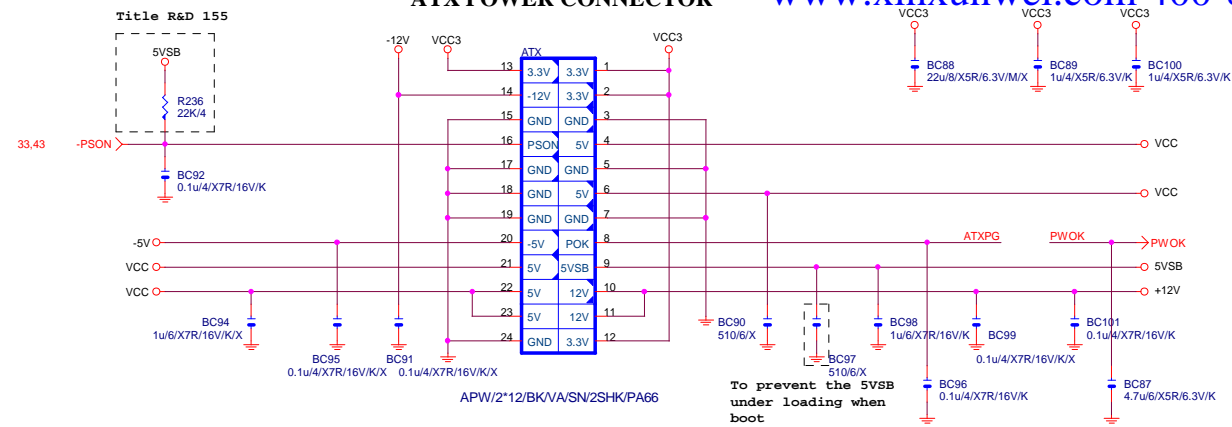 ATX POWER CONNECTOR
Title R&D 155
5VSB
R236
22K/4
33,43
-PSON
BC92
0.1u/4/X7R/16V/K
-12V
VCC3
VCC3
ATX
13
3.3V
3.3V
1
14
-12V
3.3V
2
15
GND
GND
3
16
PSON
5V
4
17
GND
GND
5
18
GND
5V
6
19
GND
GND
7
20
-5V
POK
8
21
5V
5VSB
9
22
5V
12V
10
23
5V
12V
11
24
GND
3.3V
12
APW/2*12/BK/VA/SN/2SHK/PA66
-5V
VCC
VCC
BC94
1u/6/X7R/16V/K/X
BC95
0.1u/4/X7R/16V/K/X
BC91
0.1u/4/X7R/16V/K/X
VCC3
BC88
22u/8/X5R/6.3V/M/X
VCC3
BC89
1u/4/X5R/6.3V/K
VCC3
BC100
1u/4/X5R/6.3V/K
VCC
VCC
ATXPG
PWOK
PWOK
5VSB
+12V
BC90
510/6/X
BC97
510/6/X
BC98
1u/6/X7R/16V/K
BC99
0.1u/4/X7R/16V/K/X
BC101
0.1u/4/X7R/16V/K
BC96
0.1u/4/X7R/16V/K
BC87
4.7u/6/X5R/6.3V/K
To prevent the 5VSB
under loading when
boot